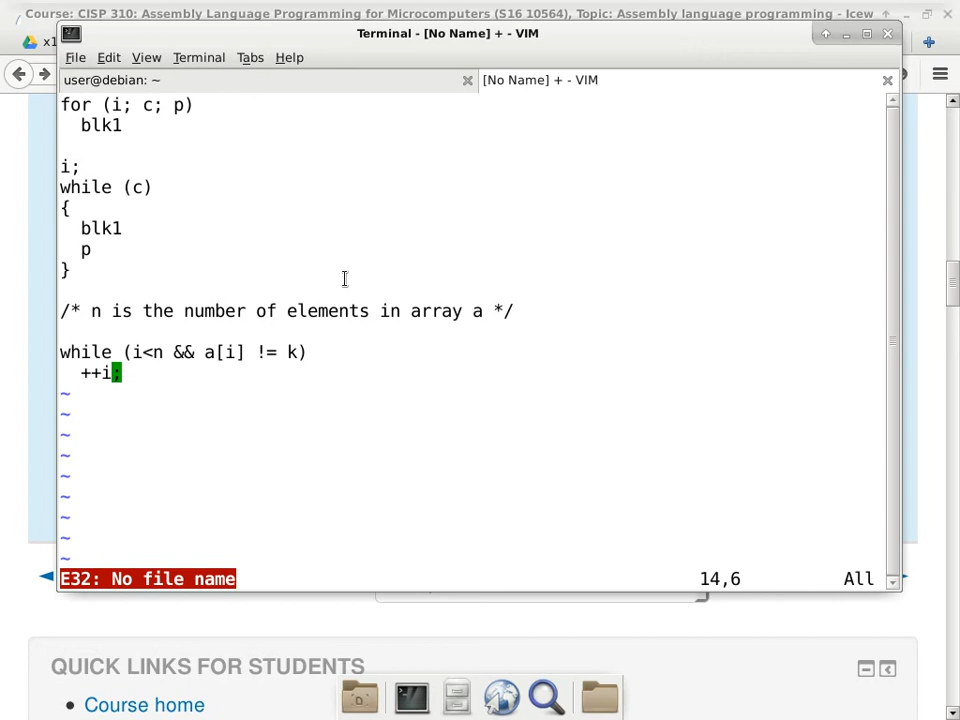 Course: CISP 310: Assembly Language Programming for Microcomputers (S16 10564), Topic: Assembly language programming - Icew
x1
Terminal - [No Name] + - VIM
File Edit View Terminal Tabs Help
user@debian: ~
[No Name] + - VIM
for (i; c; p)
  blk1
i;
while (c)
{
  blk1
  p
}
/* n is the number of elements in array a */
while (i<n && a[i] != k)
  ++i;
~
~
~
~
~
~
~
~
~
E32: No file name 14,6 All
QUICK LINKS FOR STUDENTS
Course home